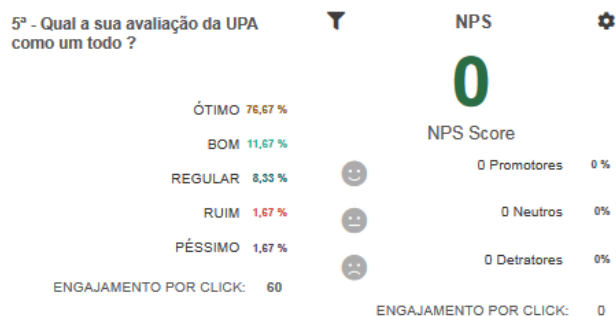 5ª - Qual a sua avaliação da UPA
como um todo ?
ÓTIMO 76,67 %
BOM 11,67 %
REGULAR 8,33 %
RUIM 1,67 %
PÉSSIMO 1,67 %
ENGAJAMENTO POR CLICK: 60
NPS
0
NPS Score
0 Promotores 0 %
0 Neutros 0%
0 Detratores 0%
ENGAJAMENTO POR CLICK: 0